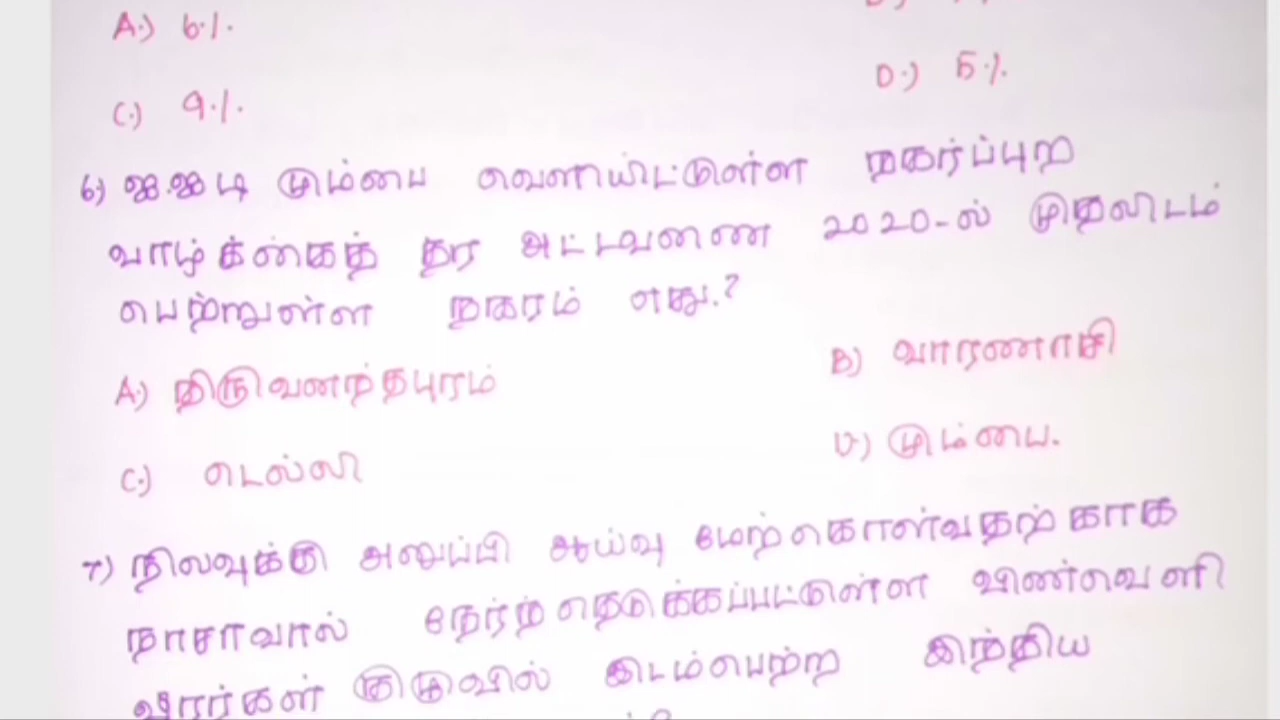 A.) 6%.
C.) 9.%.
D.) 5%.
6) ஐ.ஐ டி மும்பை வெளியிட்டுள்ள நகர்ப்புற
வாழ்க்கைத் தர அட்டவணை 2020-ல் முதலிடம்
பெற்றுள்ள நகரம் எது.?
A.) திருவனந்தபுரம்
B) வாரணாசி
C.) டெல்லி
D) மும்பை.
7) நிலவுக்கு அனுப்பி ஆய்வு மேற்கொள்வதற்காக
நாசாவால் தேர்ந்தெடுக்கப்பட்டுள்ள விண்வெளி
வீரர்கள் குழுவில் இடம்பெற்ற இந்திய